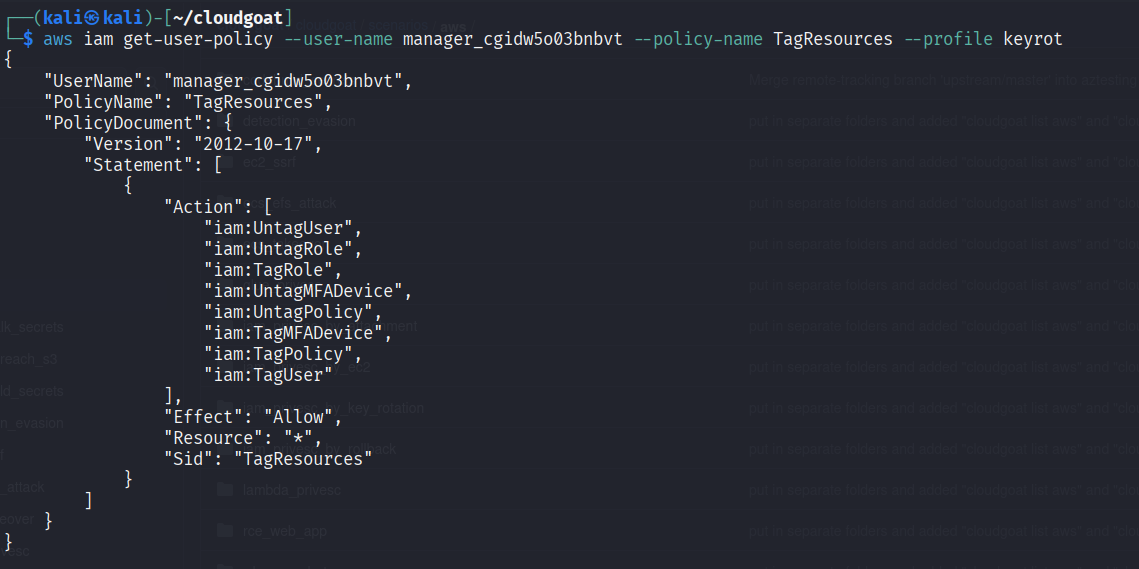 ┌──(kali㉿kali)-[~/cloudgoat]
└─$ aws iam get-user-policy --user-name manager_cgidw5o03bnbvt --policy-name TagResources --profile keyrot
{
    "UserName": "manager_cgidw5o03bnbvt",
    "PolicyName": "TagResources",
    "PolicyDocument": {
        "Version": "2012-10-17",
        "Statement": [
            {
                "Action": [
                    "iam:UntagUser",
                    "iam:UntagRole",
                    "iam:TagRole",
                    "iam:UntagMFADevice",
                    "iam:UntagPolicy",
                    "iam:TagMFADevice",
                    "iam:TagPolicy",
                    "iam:TagUser"
                ],
                "Effect": "Allow",
                "Resource": "*",
                "Sid": "TagResources"
            }
        ]
    }
}